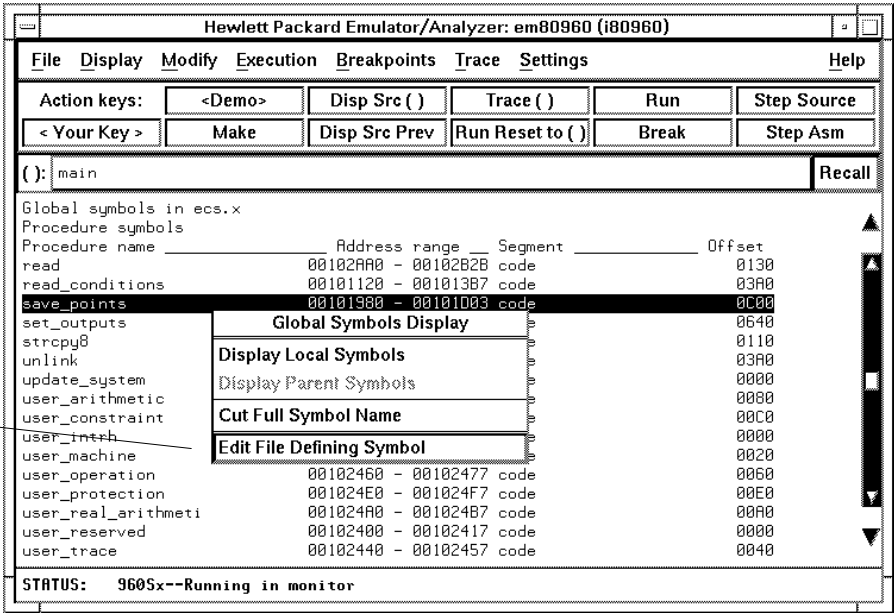 Hewlett Packard Emulator/Analyzer: em80960 (i80960)
File Display Modify Execution Breakpoints Trace Settings Help
Action keys: <Demo> Disp Src ( ) Trace ( ) Run Step Source
< Your Key > Make Disp Src Prev Run Reset to ( ) Break Step Asm
( ): main Recall
Global symbols in ecs.x
Procedure symbols
Procedure name _________________ Address range __ Segment _____________ Offset
read 00102AA0 - 00102B2B code 0130
read_conditions 00101120 - 001013B7 code 03A0
save_points 00101980 - 00101D03 code 0C00
set_outputs e 0640
strcpy8 e 0110
unlink e 03A0
update_system e 0000
user_arithmetic e 0080
user_constraint e 00C0
user_intrh e 0000
user_machine e 0020
user_operation 00102460 - 00102477 code 0060
user_protection 001024E0 - 001024F7 code 00E0
user_real_arithmeti 001024A0 - 001024B7 code 00A0
user_reserved 00102400 - 00102417 code 0000
user_trace 00102440 - 00102457 code 0040
Global Symbols Display
Display Local Symbols
Display Parent Symbols
Cut Full Symbol Name
Edit File Defining Symbol
STATUS: 960Sx--Running in monitor